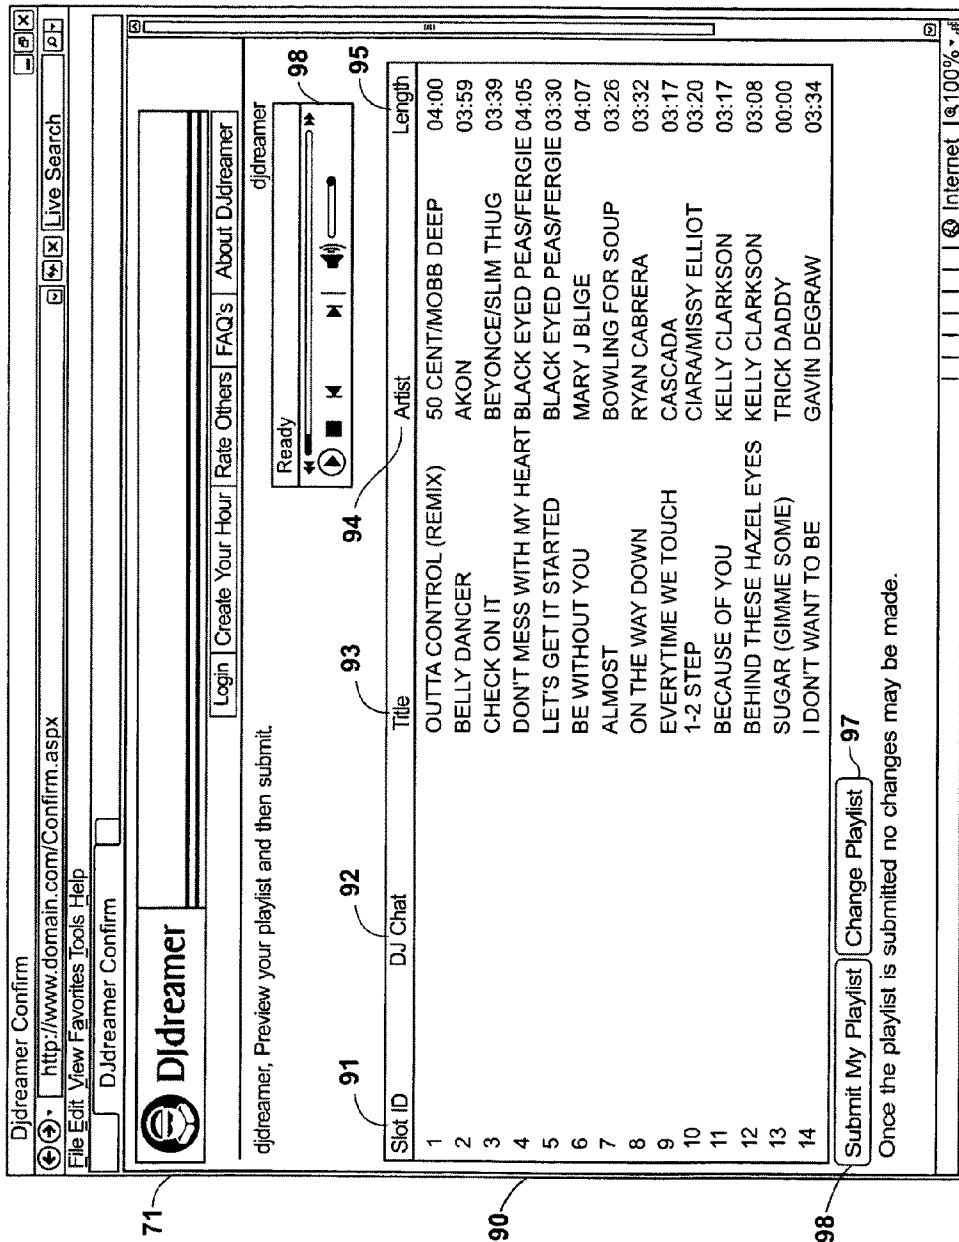 Djdreamer Confirm
http://www.domain.com/Confirm.aspx
Live Search
File Edit View Favorites Tools Help
DJdreamer Confirm
71
DJdreamer
Login Create Your Hour Rate Others FAQ's About DJdreamer
djdreamer, Preview your playlist and then submit.
djdreamer
Ready
98
91 92 93 94 95
Slot ID DJ Chat Title Artist Length
1 OUTTA CONTROL (REMIX) 50 CENT/MOBB DEEP 04:00
2 BELLY DANCER AKON 03:59
3 CHECK ON IT BEYONCE/SLIM THUG 03:39
4 DON'T MESS WITH MY HEART BLACK EYED PEAS/FERGIE 04:05
5 LET'S GET IT STARTED BLACK EYED PEAS/FERGIE 03:30
6 BE WITHOUT YOU MARY J BLIGE 04:07
7 ALMOST BOWLING FOR SOUP 03:26
8 ON THE WAY DOWN RYAN CABRERA 03:32
9 EVERYTIME WE TOUCH CASCADA 03:17
10 1-2 STEP CIARA/MISSY ELLIOT 03:20
11 BECAUSE OF YOU KELLY CLARKSON 03:17
12 BEHIND THESE HAZEL EYES KELLY CLARKSON 03:08
13 SUGAR (GIMME SOME) TRICK DADDY 00:00
14 I DON'T WANT TO BE GAVIN DEGRAW 03:34
90
98 Submit My Playlist Change Playlist 97
Once the playlist is submitted no changes may be made.
Internet 100%